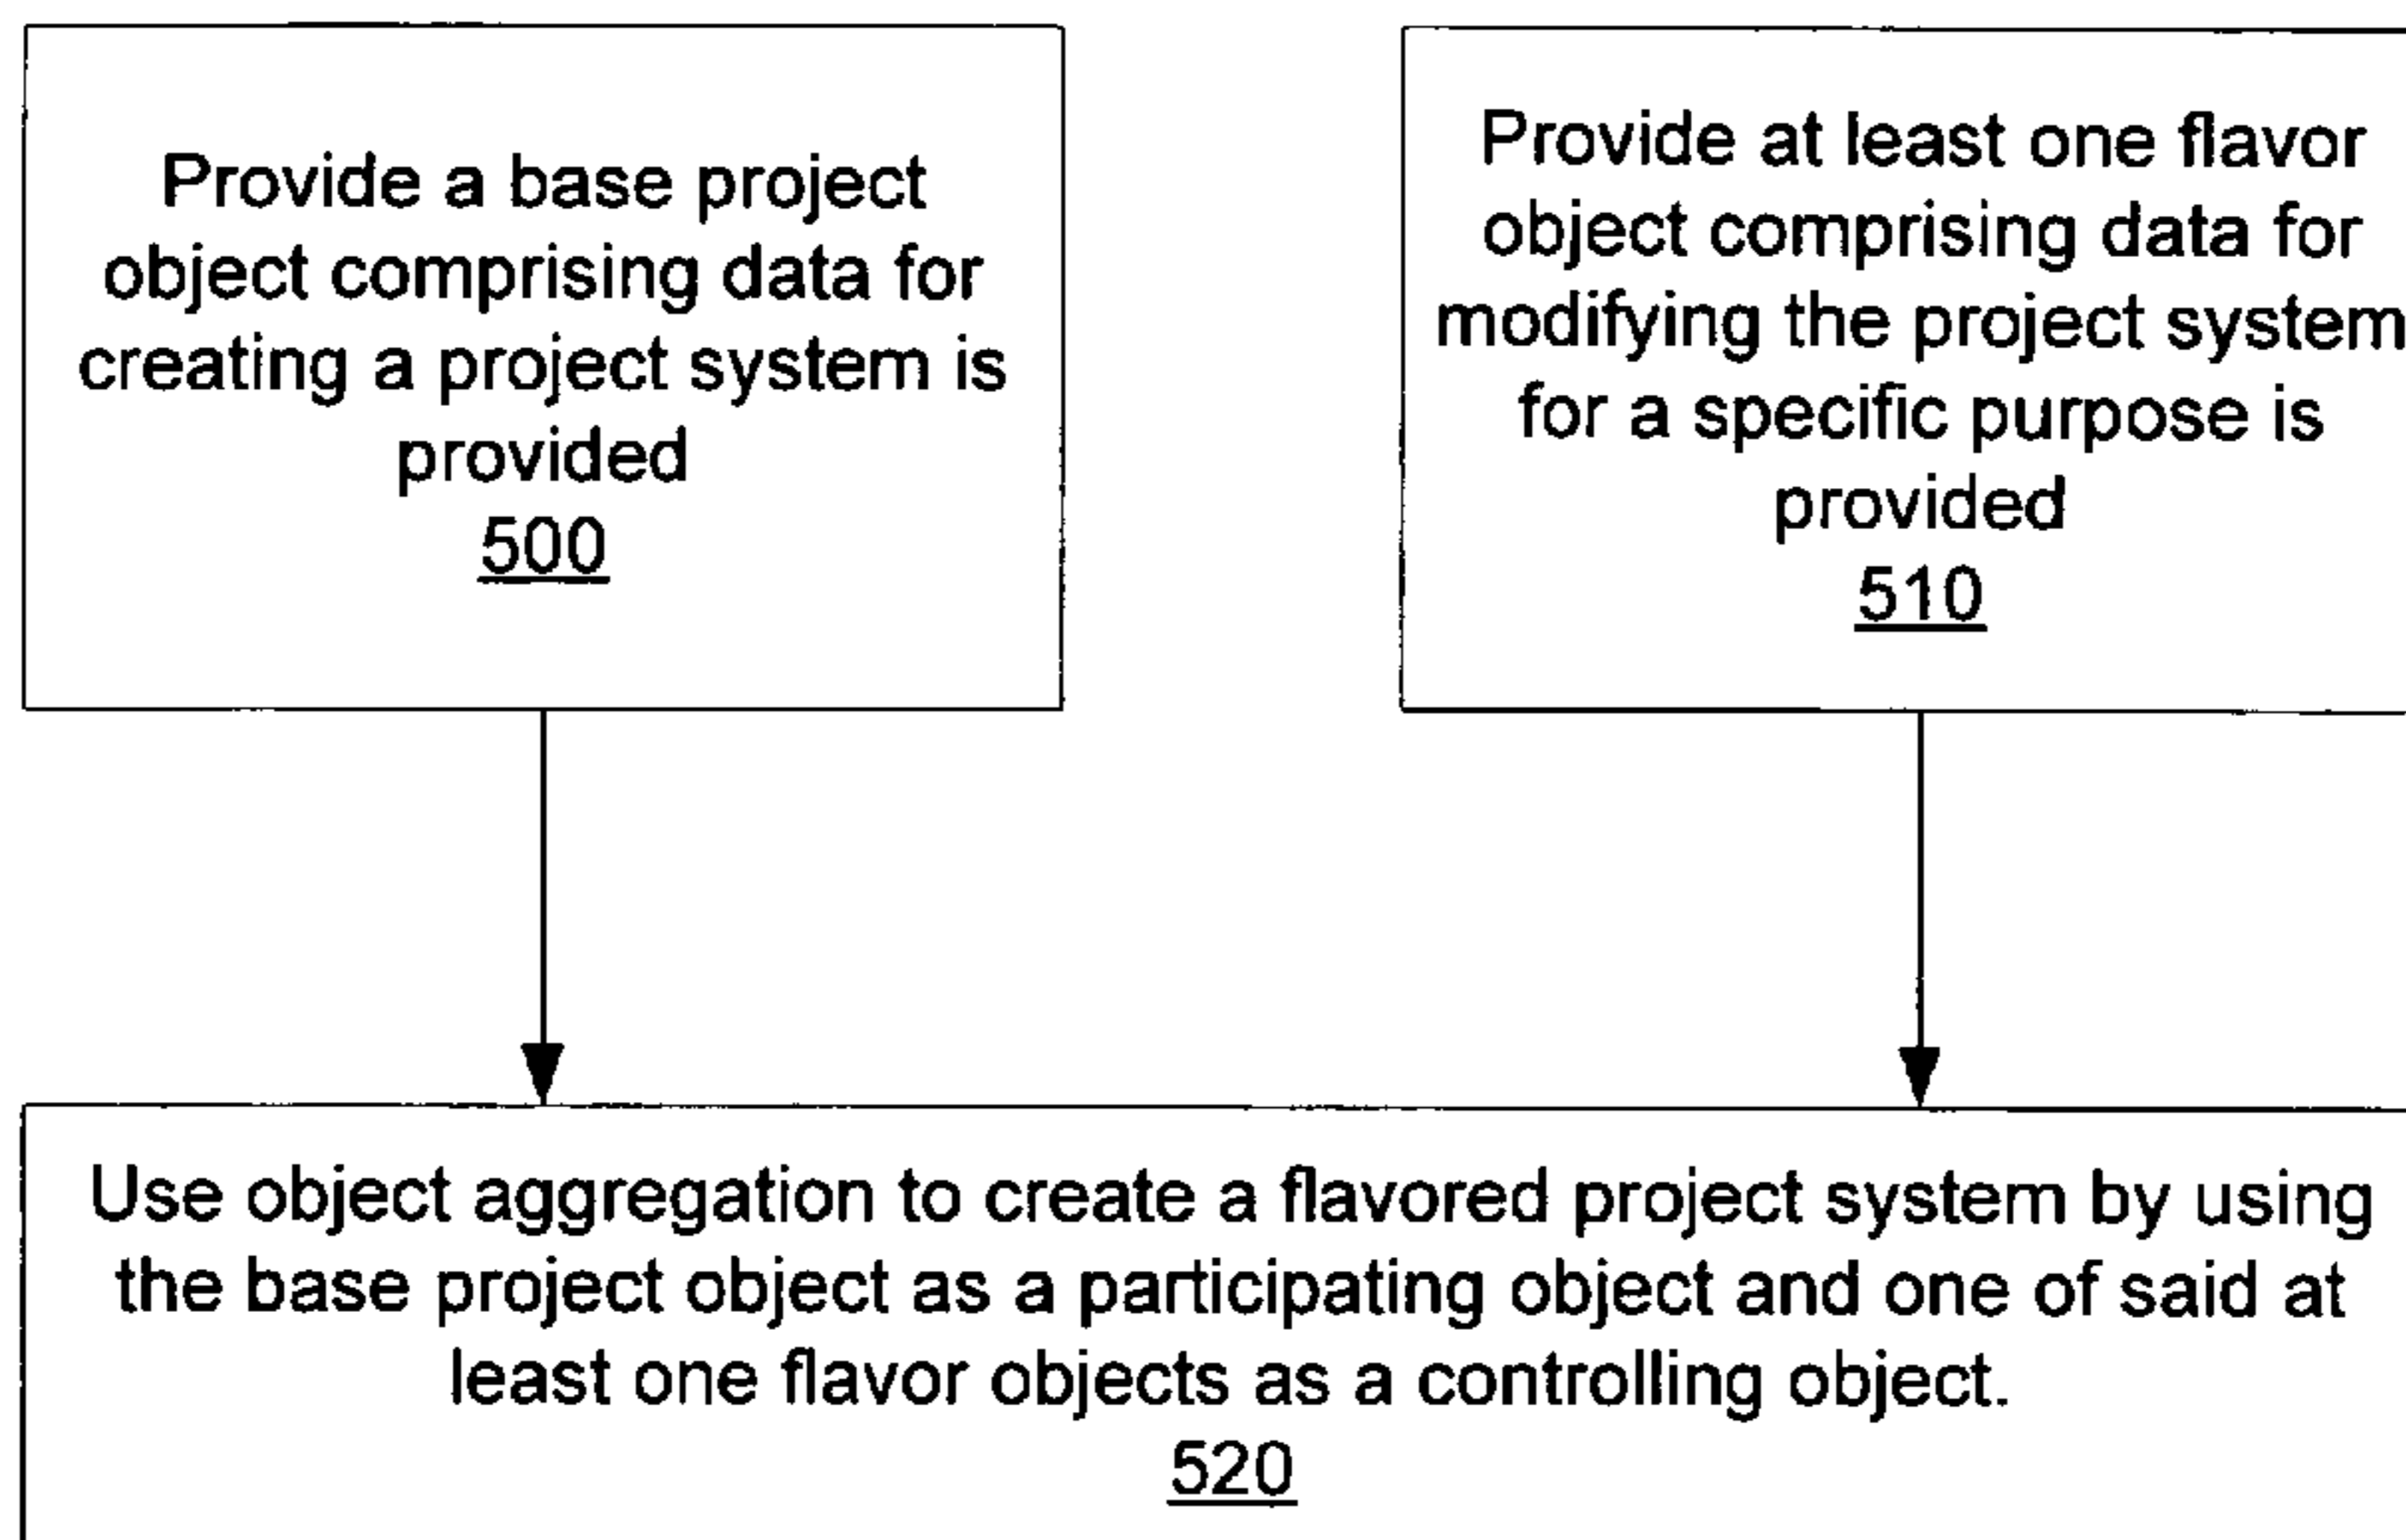 Provide a base project
object comprising data for
creating a project system is
provided
500
Provide at least one flavor
object comprising data for
modifying the project system
for a specific purpose is
provided
510
Use object aggregation to create a flavored project system by using
the base project object as a participating object and one of said at
least one flavor objects as a controlling object.
520